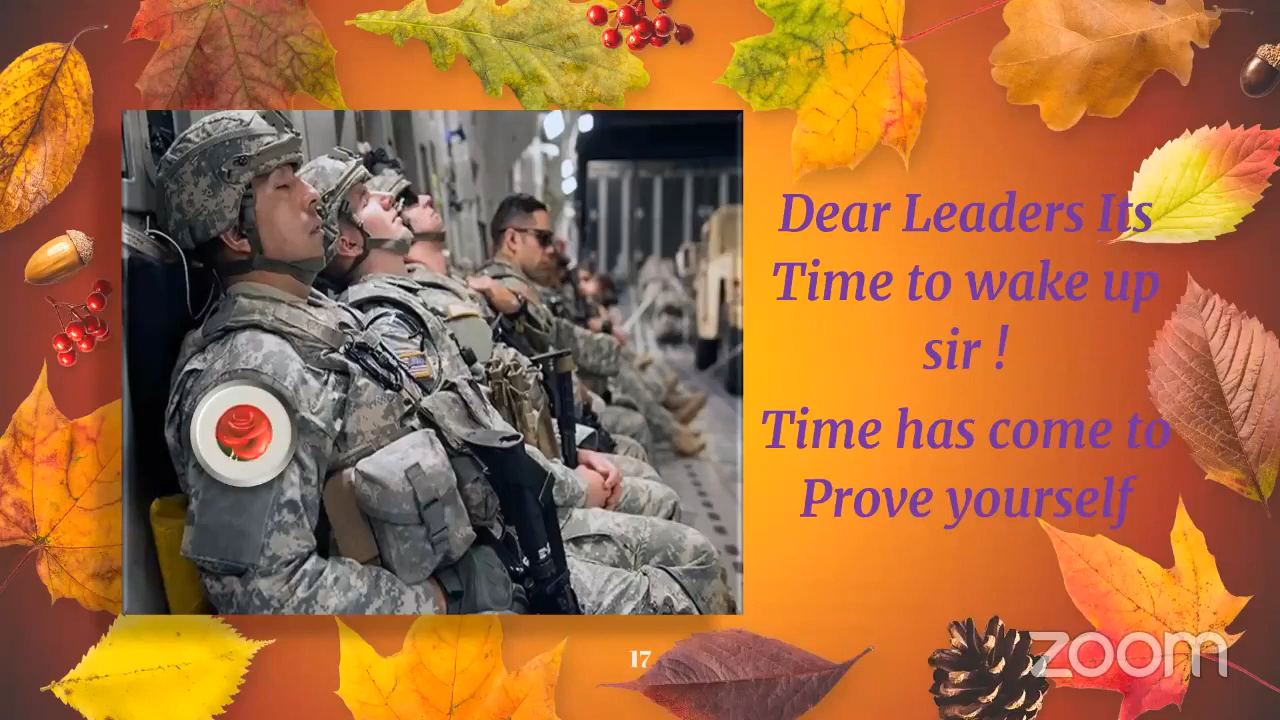 Dear Leaders Its
Time to wake up
sir !
Time has come to
Prove yourself
17
zoom